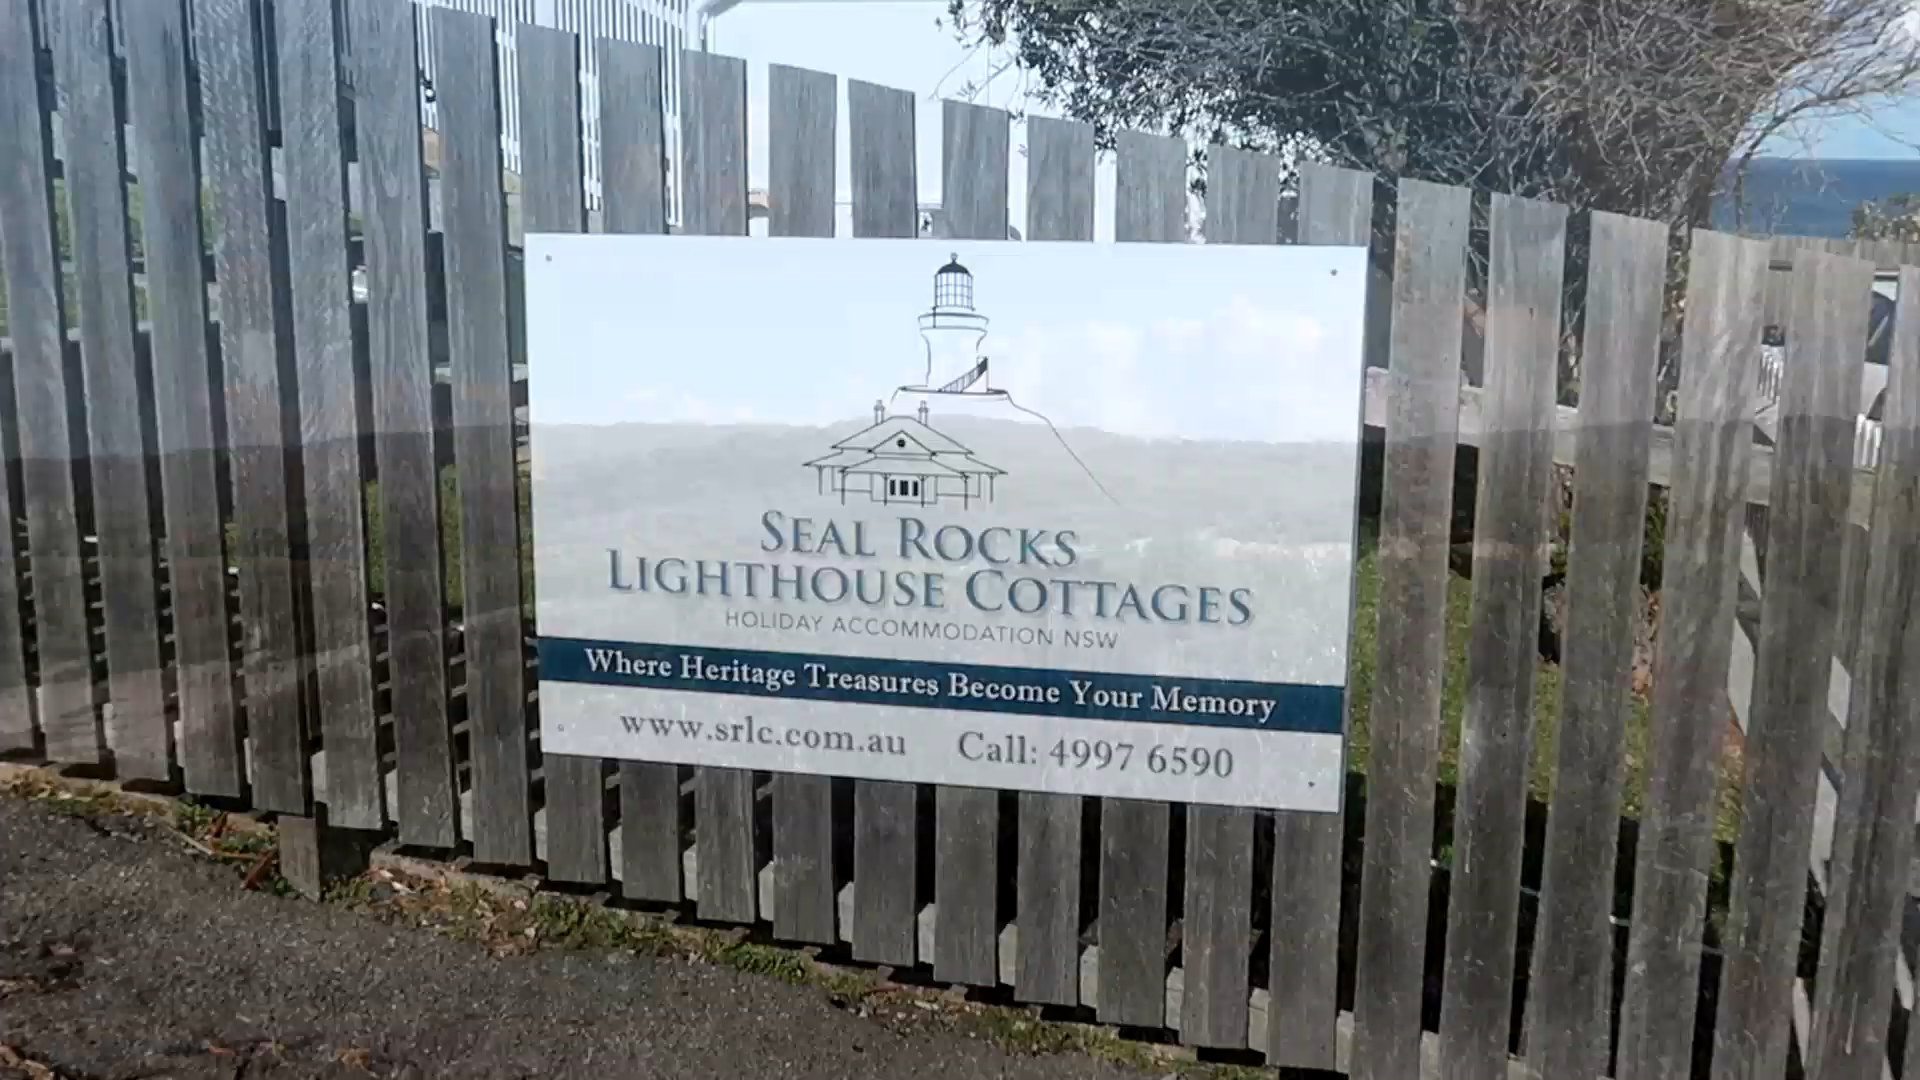 SEAL ROCKS
LIGHTHOUSE COTTAGES
HOLIDAY ACCOMMODATION NSW
Where Heritage Treasures Become Your Memory
www.srlc.com.au Call: 4997 6590